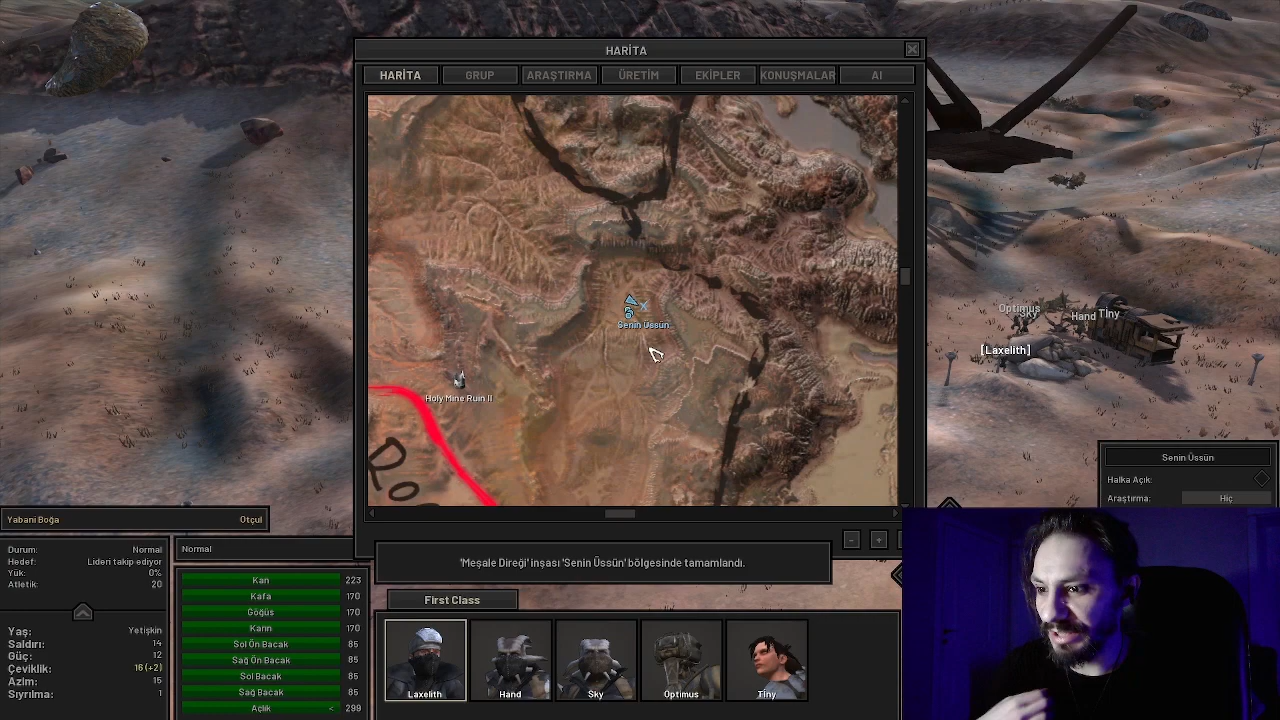 HARİTA
HARİTA GRUP ARAŞTIRMA ÜRETİM EKİPLER KONUŞMALAR AI
Senin Üssün
Holy Mine Ruin II
Ro
Optimus
Sky
Hand
Tiny
[Laxelith]
Senin Üssün
Halka Açık:
Araştırma: Hiç
- +
'Meşale Direği' inşası 'Senin Üssün' bölgesinde tamamlandı.
Yabani Boğa Otçul
Durum: Normal
Hedef: Lideri takip ediyor
Yük: 0%
Atletik: 20
Yaş: Yetişkin
Saldırı: 14
Güç: 12
Çeviklik: 16 (+2)
Azim: 15
Sıyrılma: 1
Normal
Kan 223
Kafa 170
Göğüs 170
Karın 170
Sol Ön Bacak 85
Sağ Ön Bacak 85
Sol Bacak 85
Sağ Bacak 85
Açlık < 299
First Class
Laxelith Hand Sky Optimus Tiny